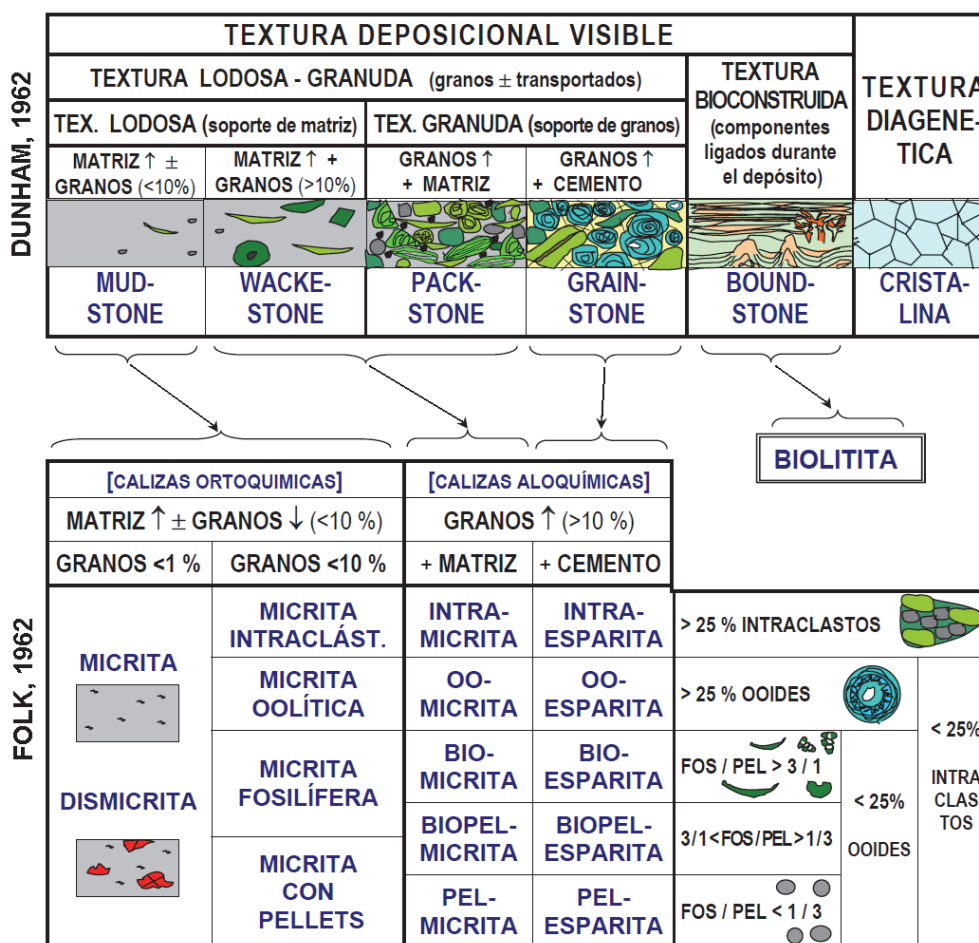 DUNHAM, 1962
TEXTURA DEPOSICIONAL VISIBLE
TEXTURA LODOSA - GRANUDA (granos ± transportados)
TEX. LODOSA (soporte de matriz)
TEX. GRANUDA (soporte de granos)
MATRIZ ↑ ±
GRANOS (<10%)
MATRIZ ↑ +
GRANOS (>10%)
GRANOS ↑
+ MATRIZ
GRANOS ↑
+ CEMENTO
TEXTURA
BIOCONSTRUIDA
(componentes
ligados durante
el depósito)
TEXTURA
DIAGENE-
TICA
MUD-
STONE
WACKE-
STONE
PACK-
STONE
GRAIN-
STONE
BOUND-
STONE
CRISTA-
LINA
BIOLITITA
FOLK, 1962
[CALIZAS ORTOQUIMICAS]
MATRIZ ↑ ± GRANOS ↓ (<10 %)
GRANOS <1 %
GRANOS <10 %
[CALIZAS ALOQUÍMICAS]
GRANOS ↑ (>10 %)
+ MATRIZ
+ CEMENTO
MICRITA
DISMICRITA
MICRITA
INTRACLÁST.
MICRITA
OOLÍTICA
MICRITA
FOSILÍFERA
MICRITA
CON
PELLETS
INTRA-
MICRITA
INTRA-
ESPARITA
> 25 % INTRACLASTOS
OO-
MICRITA
OO-
ESPARITA
> 25 % OOIDES
BIO-
MICRITA
BIO-
ESPARITA
FOS / PEL > 3 / 1
BIOPEL-
MICRITA
BIOPEL-
ESPARITA
3/1<FOS/PEL>1/3
PEL-
MICRITA
PEL-
ESPARITA
FOS / PEL < 1 / 3
< 25%
OOIDES
< 25%
INTRA
CLAS
TOS